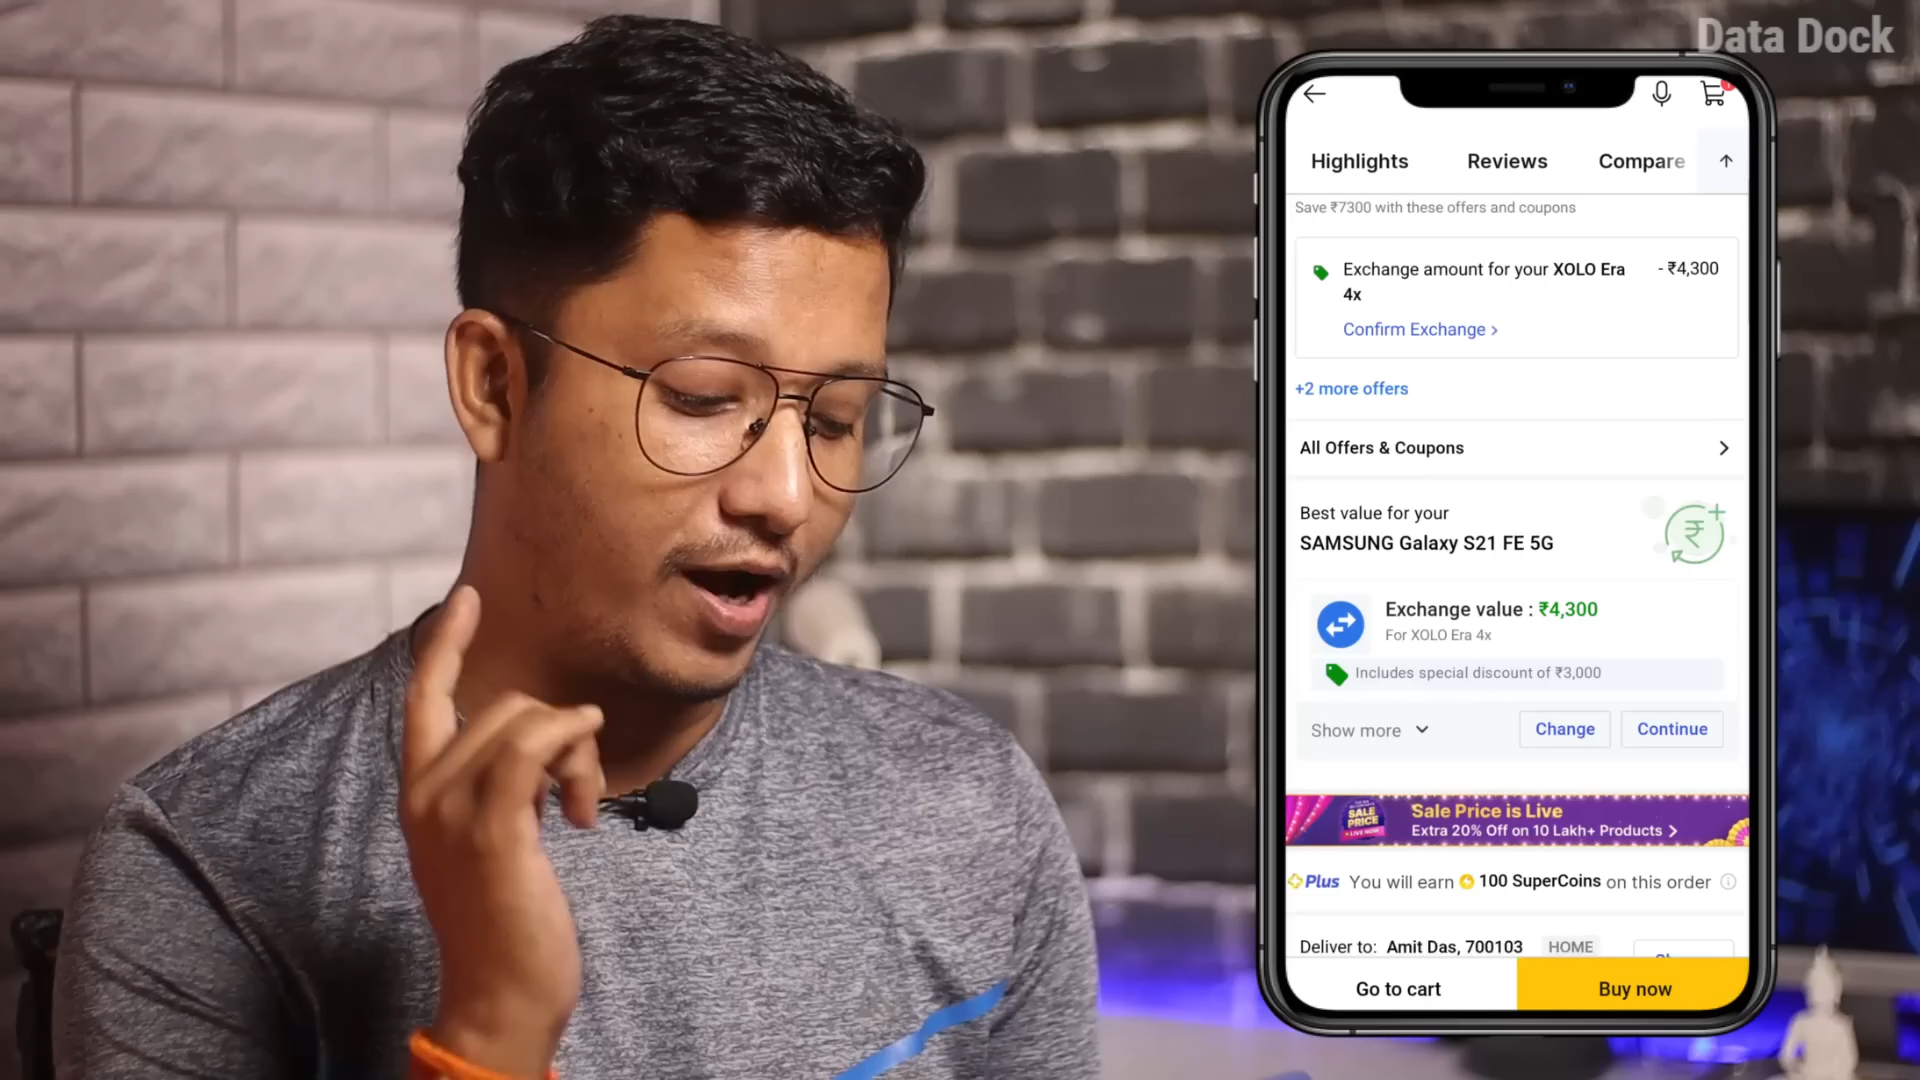 Data Dock
Highlights Reviews Compare
Save ₹7300 with these offers and coupons
Exchange amount for your XOLO Era - ₹4,300
4x
Confirm Exchange >
+2 more offers
All Offers & Coupons
Best value for your
SAMSUNG Galaxy S21 FE 5G
Exchange value : ₹4,300
For XOLO Era 4x
Includes special discount of ₹3,000
Show more Change Continue
SALE
PRICE
LIVE NOW
Sale Price is Live
Extra 20% Off on 10 Lakh+ Products >
Plus You will earn 100 SuperCoins on this order
Deliver to: Amit Das, 700103 HOME
Go to cart Buy now